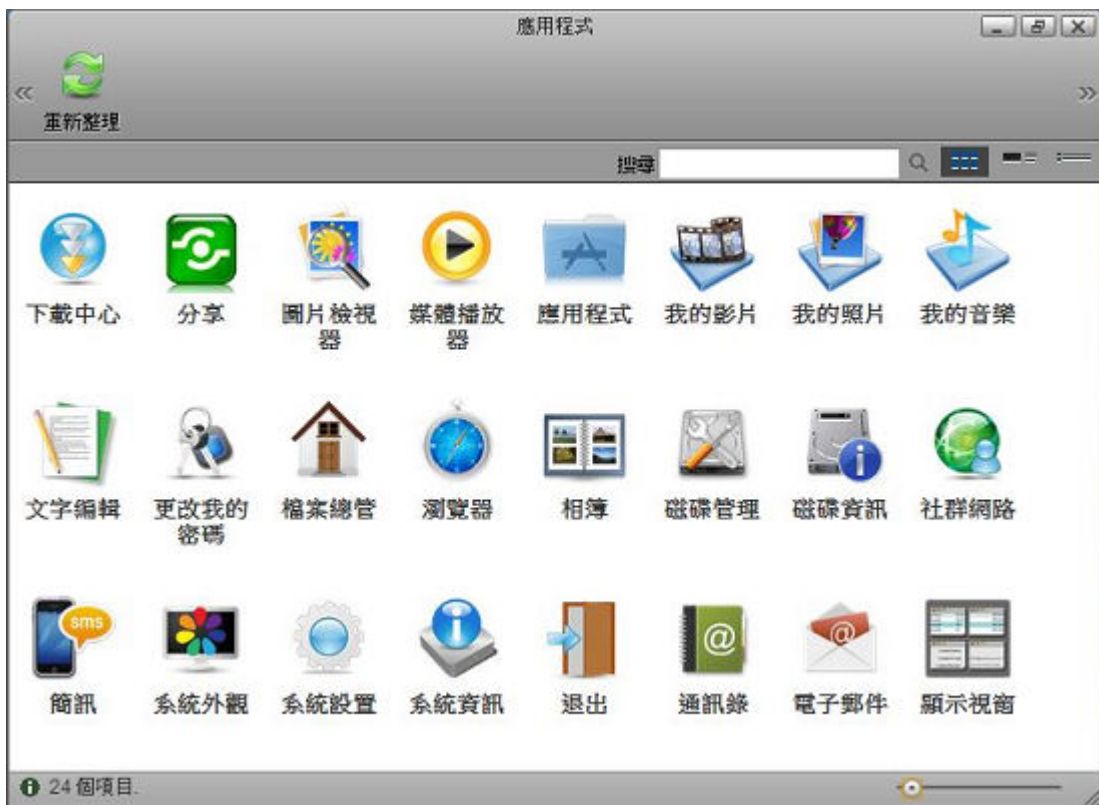 應用程式
重新整理
搜尋
下載中心
分享
圖片檢視
器
媒體播放
器
應用程式
我的影片
我的照片
我的音樂
文字編輯
更改我的
密碼
檔案總管
瀏覽器
相簿
磁碟管理
磁碟資訊
社群網路
sms
簡訊
系統外觀
系統設置
系統資訊
退出
@
通訊錄
@
電子郵件
顯示視窗
24 個項目.